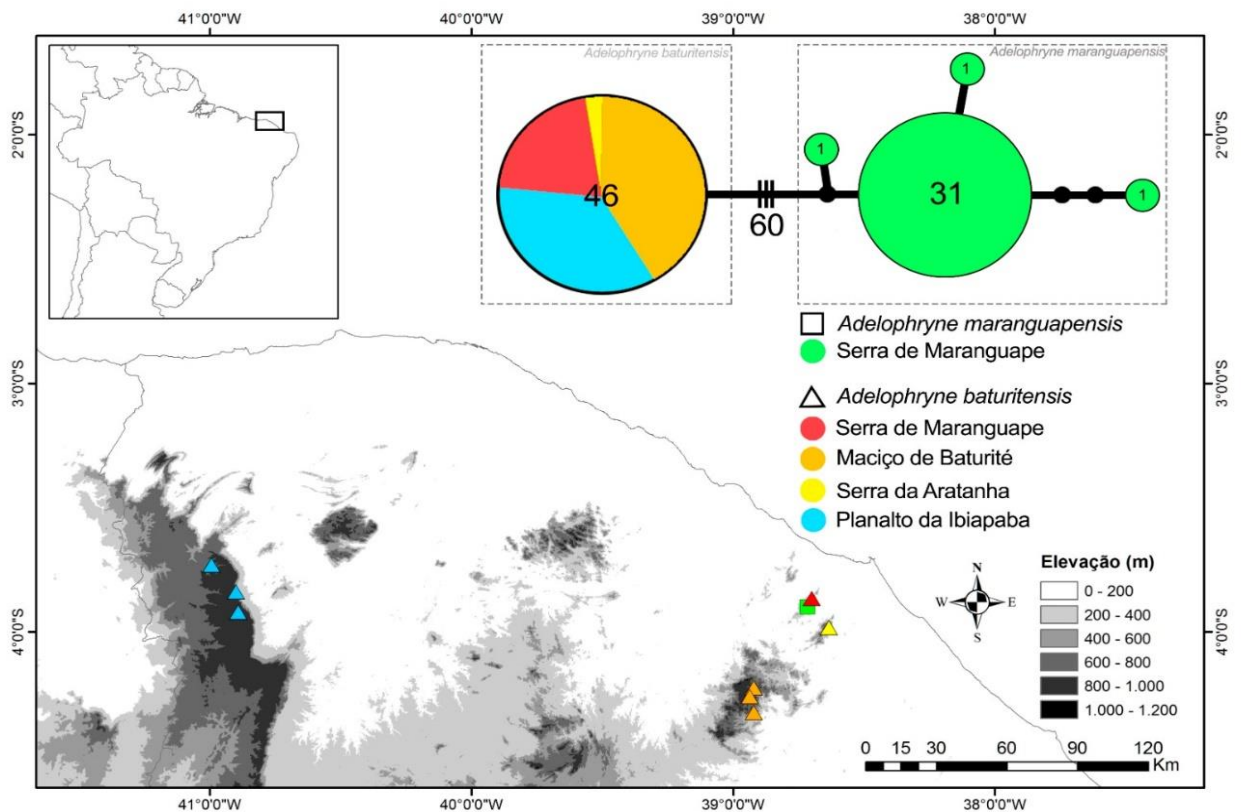 41°0'0"W 40°0'0"W 39°0'0"W 38°0'0"W
Adelophryne baturitensis
Adelophryne maranguapensis
1
1
46
31
1
60
2°0'0"S
2°0'0"S
Adelophryne maranguapensis
Serra de Maranguape
3°0'0"S
3°0'0"S
Adelophryne baturitensis
Serra de Maranguape
Maciço de Baturité
Serra da Aratanha
Planalto da Ibiapaba
Elevação (m)
0 - 200
200 - 400
400 - 600
600 - 800
800 - 1.000
1.000 - 1.200
N
W E
S
4°0'0"S
4°0'0"S
0 15 30 60 90 120
Km
41°0'0"W 40°0'0"W 39°0'0"W 38°0'0"W